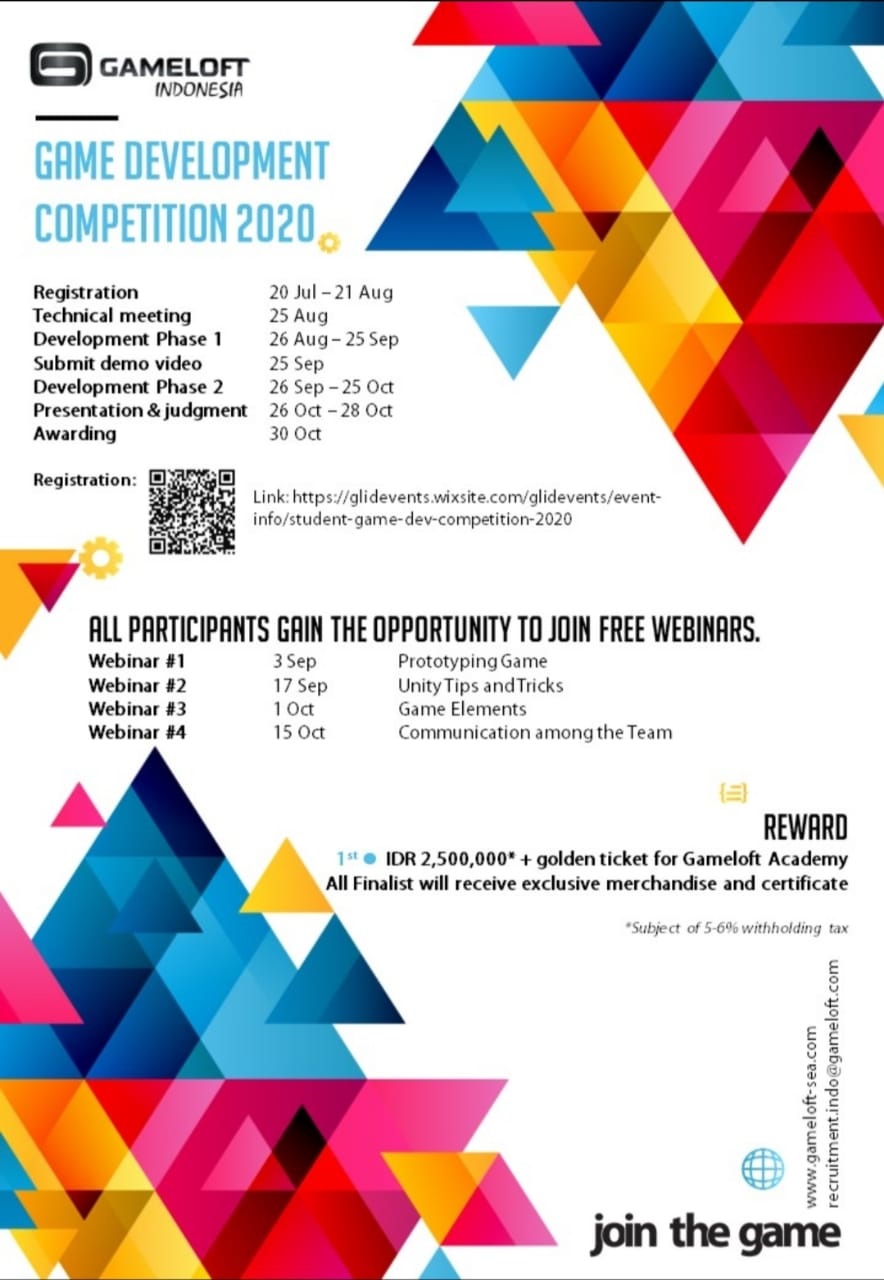 GAMELOFT
INDONESIA
GAME DEVELOPMENT
COMPETITION 2020
Registration 20 Jul – 21 Aug
Technical meeting 25 Aug
Development Phase 1 26 Aug – 25 Sep
Submit demo video 25 Sep
Development Phase 2 26 Sep – 25 Oct
Presentation & judgment 26 Oct – 28 Oct
Awarding 30 Oct
Registration:
Link: https://glidevents.wixsite.com/glidevents/event-
info/student-game-dev-competition-2020
ALL PARTICIPANTS GAIN THE OPPORTUNITY TO JOIN FREE WEBINARS.
Webinar #1 3 Sep Prototyping Game
Webinar #2 17 Sep Unity Tips and Tricks
Webinar #3 1 Oct Game Elements
Webinar #4 15 Oct Communication among the Team
REWARD
1st ● IDR 2,500,000* + golden ticket for Gameloft Academy
All Finalist will receive exclusive merchandise and certificate
*Subject of 5-6% withholding tax
www.gameloft-sea.com
recruitment.indo@gameloft.com
join the game